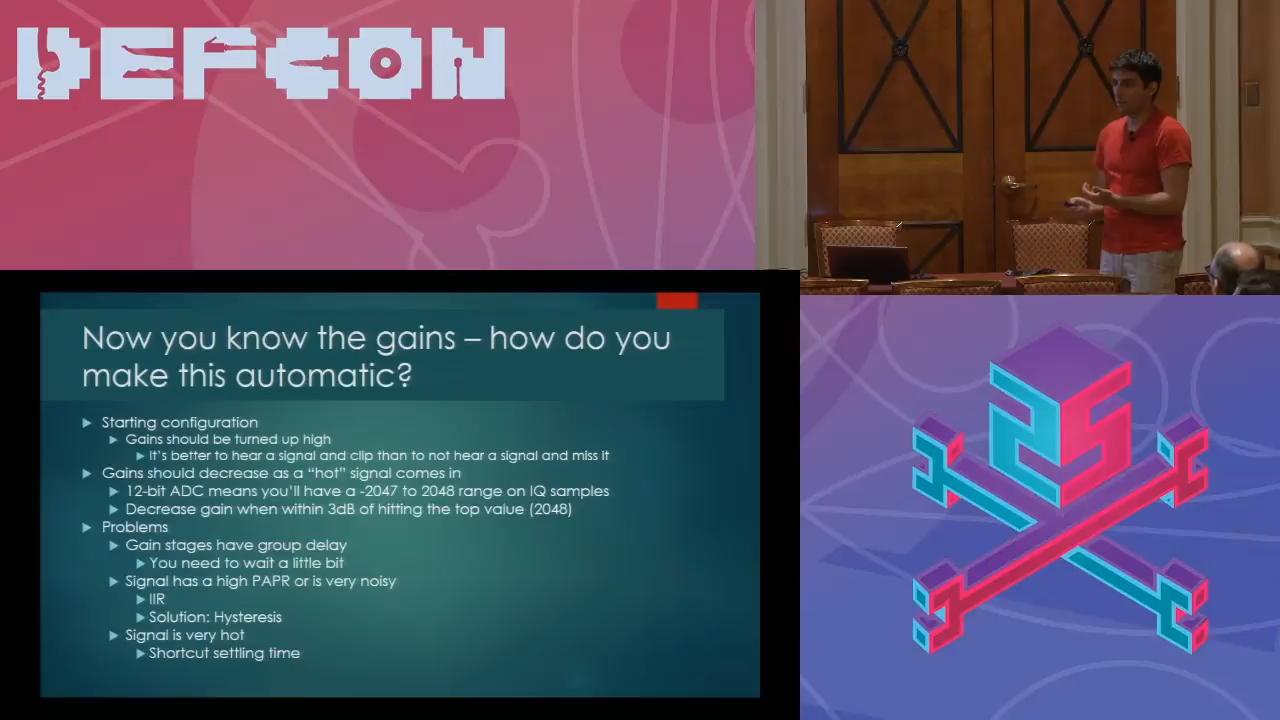 DEFCON
Now you know the gains – how do you
make this automatic?
Starting configuration
Gains should be turned up high
It's better to hear a signal and clip than to not hear a signal and miss it
Gains should decrease as a "hot" signal comes in
12-bit ADC means you'll have a -2047 to 2048 range on IQ samples
Decrease gain when within 3dB of hitting the top value (2048)
Problems
Gain stages have group delay
You need to wait a little bit
Signal has a high PAPR or is very noisy
IIR
Solution: Hysteresis
Signal is very hot
Shortcut settling time
25